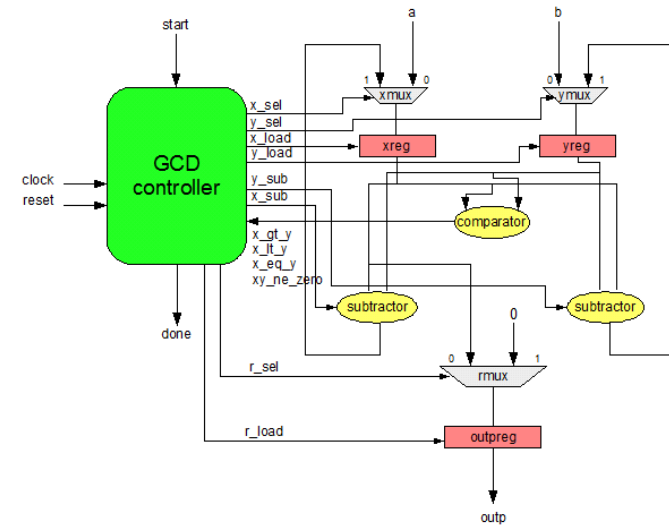 start
a
b
1
0
0
1
xmux
ymux
x_sel
y_sel
x_load
y_load
xreg
yreg
GCD
controller
clock
reset
y_sub
x_sub
comparator
x_gt_y
x_lt_y
x_eq_y
xy_ne_zero
subtractor
subtractor
done
0
r_sel
0
1
rmux
r_load
outpreg
outp